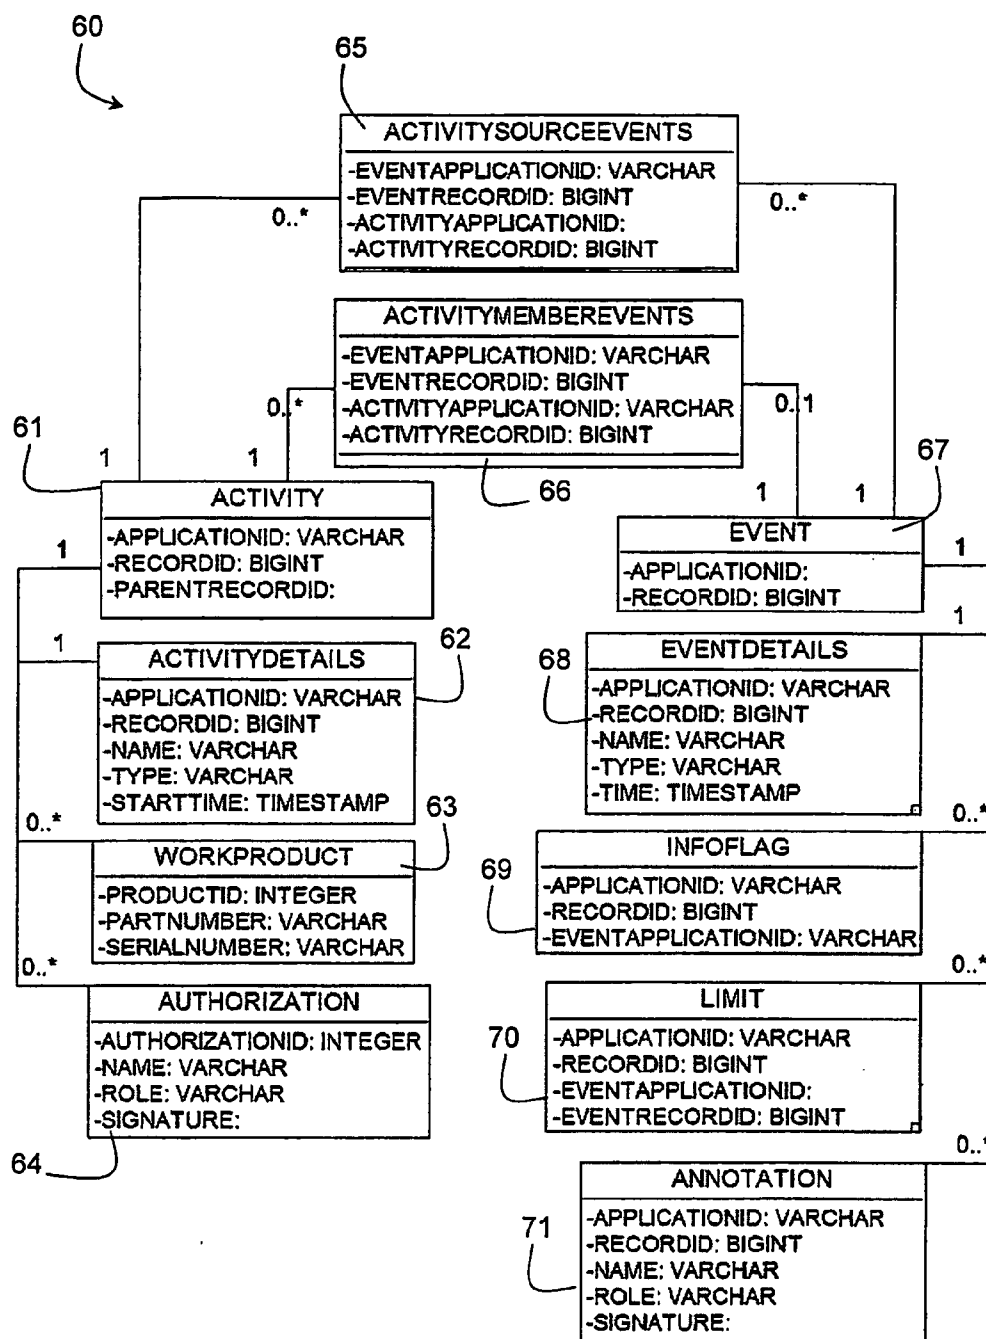 60
65
ACTIVITYSOURCEEVENTS
-EVENTAPPLICATIONID: VARCHAR
-EVENTRECORDID: BIGINT
-ACTIVITYAPPLICATIONID:
-ACTIVITYRECORDID: BIGINT
0..*
0..*
ACTIVITYMEMBEREVENTS
-EVENTAPPLICATIONID: VARCHAR
-EVENTRECORDID: BIGINT
-ACTIVITYAPPLICATIONID: VARCHAR
-ACTIVITYRECORDID: BIGINT
0..*
0..1
66
61
1
1
ACTIVITY
-APPLICATIONID: VARCHAR
-RECORDID: BIGINT
-PARENTRECORDID:
1
67
1
1
EVENT
-APPLICATIONID:
-RECORDID: BIGINT
1
1
ACTIVITYDETAILS
-APPLICATIONID: VARCHAR
-RECORDID: BIGINT
-NAME: VARCHAR
-TYPE: VARCHAR
-STARTTIME: TIMESTAMP
62
1
EVENTDETAILS
-APPLICATIONID: VARCHAR
-RECORDID: BIGINT
-NAME: VARCHAR
-TYPE: VARCHAR
-TIME: TIMESTAMP
68
0..*
WORKPRODUCT
-PRODUCTID: INTEGER
-PARTNUMBER: VARCHAR
-SERIALNUMBER: VARCHAR
63
0..*
INFOFLAG
-APPLICATIONID: VARCHAR
-RECORDID: BIGINT
-EVENTAPPLICATIONID: VARCHAR
69
0..*
AUTHORIZATION
-AUTHORIZATIONID: INTEGER
-NAME: VARCHAR
-ROLE: VARCHAR
-SIGNATURE:
64
0..*
LIMIT
-APPLICATIONID: VARCHAR
-RECORDID: BIGINT
-EVENTAPPLICATIONID:
-EVENTRECORDID: BIGINT
70
0..*
ANNOTATION
-APPLICATIONID: VARCHAR
-RECORDID: BIGINT
-NAME: VARCHAR
-ROLE: VARCHAR
-SIGNATURE:
71